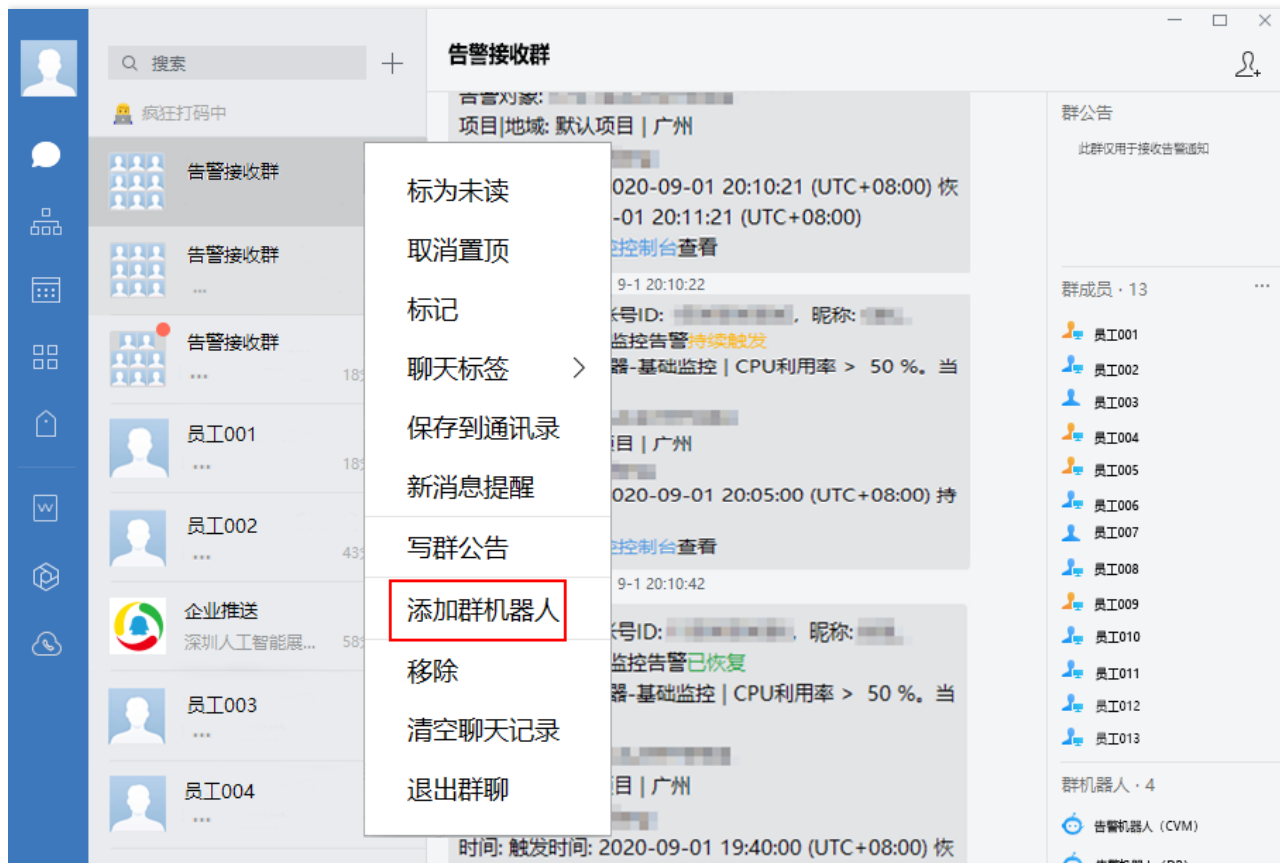 搜索
疯狂打码中
告警接收群
告警接收群
...
告警接收群
...
18
员工001
...
18
员工002
...
43
企业推送
深圳人工智能展...
58
员工003
...
员工004
...
标为未读
取消置顶
标记
聊天标签
保存到通讯录
新消息提醒
写群公告
添加群机器人
移除
清空聊天记录
退出群聊
告警接收群
告警对象:
项目|地域: 默认项目 | 广州
020-09-01 20:10:21 (UTC+08:00) 恢
-01 20:11:21 (UTC+08:00)
控制台查看
9-1 20:10:22
号ID: , 昵称:
监控告警持续触发
器-基础监控 | CPU利用率 > 50 %。当
目 | 广州
020-09-01 20:05:00 (UTC+08:00) 持
控制台查看
9-1 20:10:42
号ID: , 昵称:
监控告警已恢复
器-基础监控 | CPU利用率 > 50 %。当
目 | 广州
时间: 触发时间: 2020-09-01 19:40:00 (UTC+08:00) 恢
群公告
此群仅用于接收告警通知
群成员 · 13
...
员工001
员工002
员工003
员工004
员工005
员工006
员工007
员工008
员工009
员工010
员工011
员工012
员工013
群机器人 · 4
告警机器人（CVM）